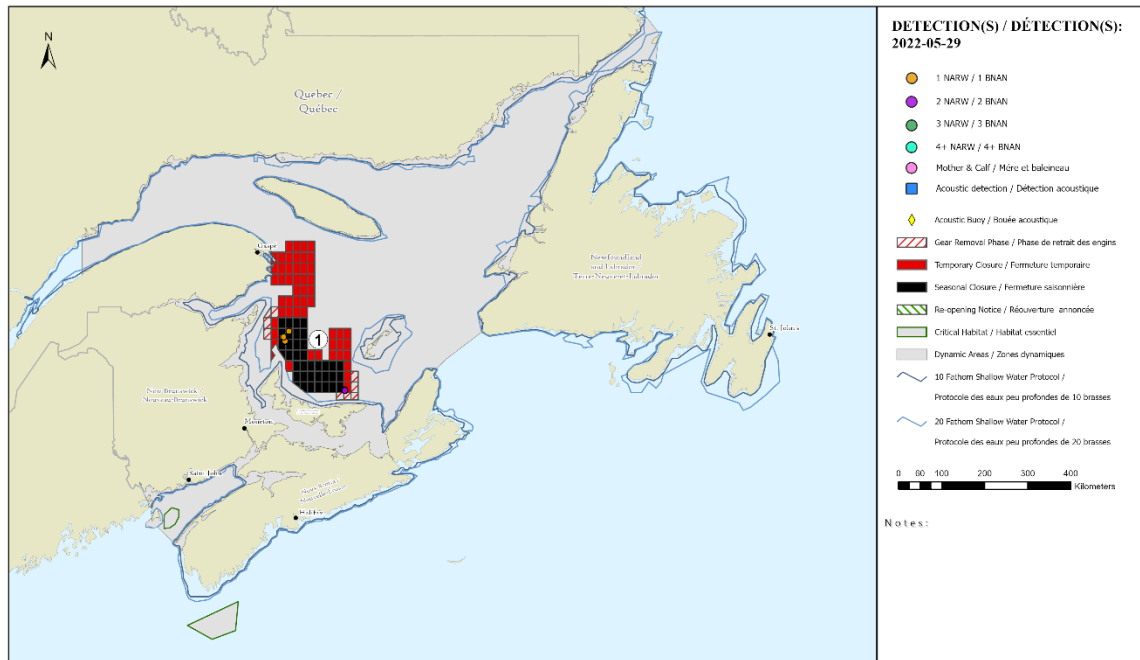 N
Quebec /
Québec
Gaspé
Newfoundland
and Labrador /
Terre-Neuve-et-Labrador
St. John's
1
New Brunswick /
Nouveau-Brunswick
Moncton
Saint John
Nova Scotia /
Halifax
DETECTION(S) / DÉTECTION(S):
2022-05-29
1 NARW / 1 BNAN
2 NARW / 2 BNAN
3 NARW / 3 BNAN
4+ NARW / 4+ BNAN
Mother & Calf / Mére et baleineau
Acoustic detection / Détection acoustique
Acoustic Buoy / Bouée acoustique
Gear Removal Phase / Phase de retrait des engins
Temporary Closure / Fermeture temporaire
Seasonal Closure / Fermeture saisonnière
Re-opening Notice / Réouverture annoncée
Critical Habitat / Habitat essentiel
Dynamic Areas / Zones dynamiques
10 Fathom Shallow Water Protocol /
Protocole des eaux peu profondes de 10 brasses
20 Fathom Shallow Water Protocol /
Protocole des eaux peu profondes de 20 brasses
0 50 100 200 300 400
Kilometers
Notes: